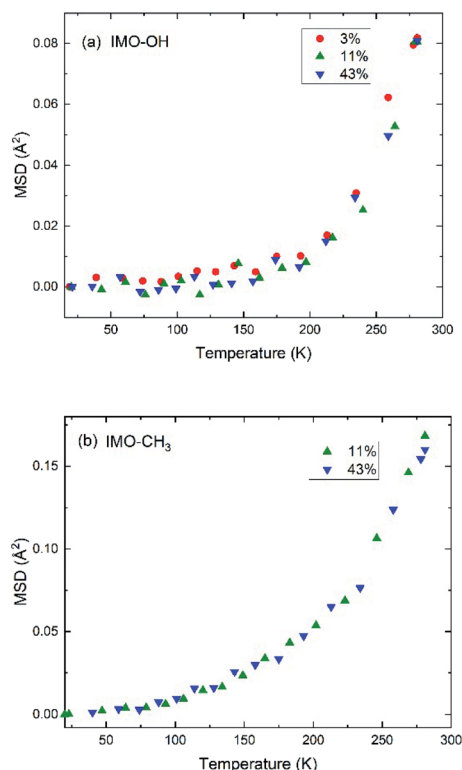 (a) IMO-OH
3%
11%
43%
0.08
0.06
0.04
0.02
0.00
MSD (Å²)
50 100 150 200 250 300
Temperature (K)
(b) IMO-CH₃
11%
43%
0.15
0.10
0.05
0.00
MSD (Å²)
50 100 150 200 250 300
Temperature (K)